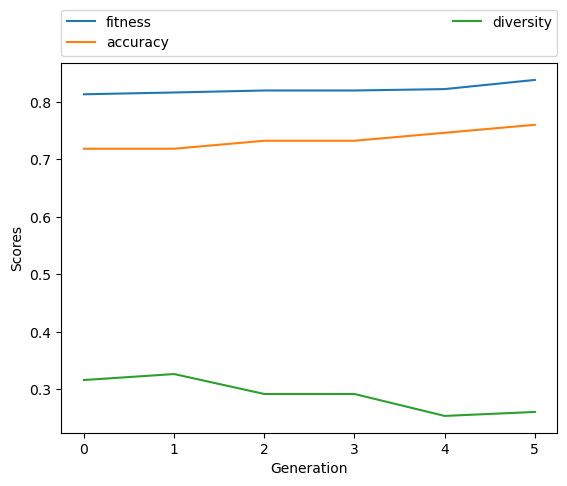 fitness
accuracy
diversity
0.8
0.7
0.6
0.5
0.4
0.3
Scores
0 1 2 3 4 5
Generation